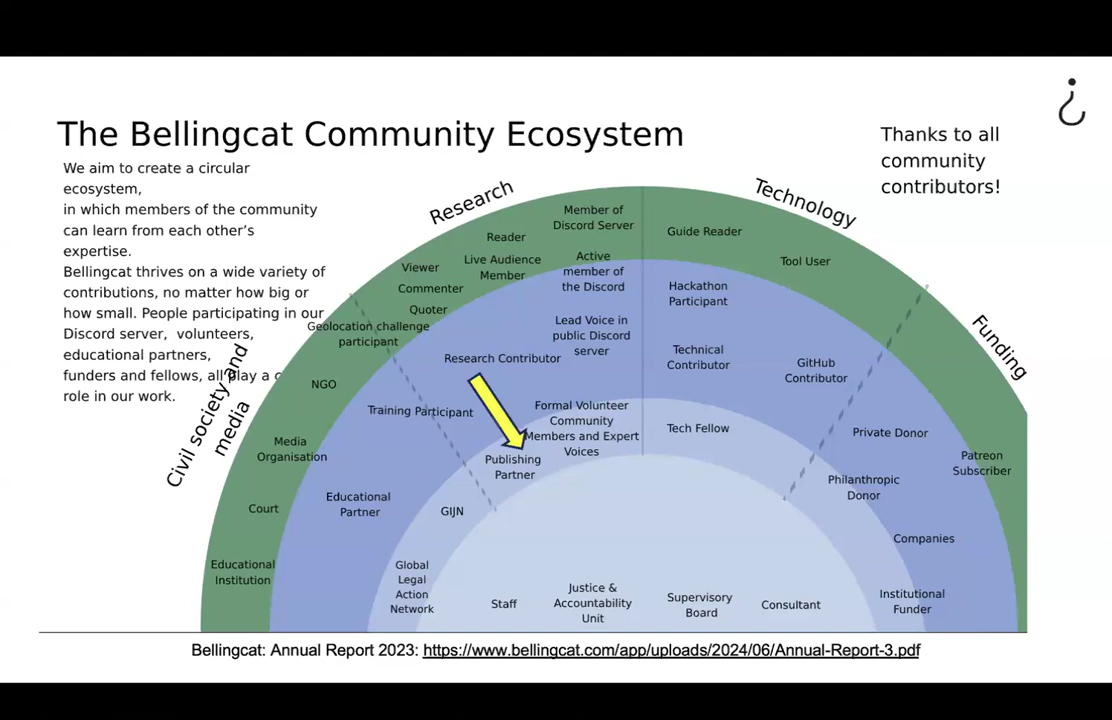 The Bellingcat Community Ecosystem
Thanks to all
community
contributors!
We aim to create a circular
ecosystem,
in which members of the community
can learn from each other's
expertise.
Bellingcat thrives on a wide variety of
contributions, no matter how big or
how small. People participating in our
Discord server,  volunteers,
educational partners,
funders and fellows, all play a
role in our work.
Civil society and
media
Research
Technology
Funding
Member of
Discord Server
Reader
Live Audience
Member
Viewer
Commenter
Quoter
Geolocation challenge
participant
Active
member of
the Discord
Guide Reader
Tool User
Hackathon
Participant
Lead Voice in
public Discord
server
Research Contributor
Technical
Contributor
GitHub
Contributor
NGO
Training Participant
Media
Organisation
Court
Educational
Institution
Educational
Partner
Formal Volunteer
Community
Members and Expert
Voices
Tech Fellow
Publishing
Partner
GIJN
Global
Legal
Action
Network
Private Donor
Patreon
Subscriber
Philanthropic
Donor
Companies
Institutional
Funder
Staff
Justice &
Accountability
Unit
Supervisory
Board
Consultant
Bellingcat: Annual Report 2023: https://www.bellingcat.com/app/uploads/2024/06/Annual-Report-3.pdf